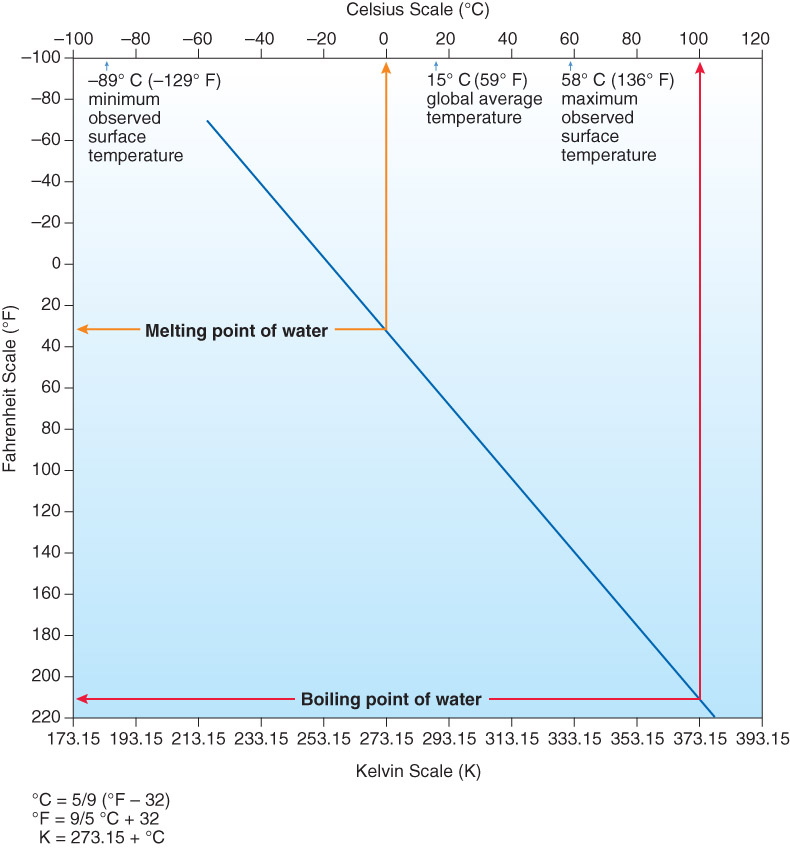 Celsius Scale (°C)
–100 –80 –60 –40 –20 0 20 40 60 80 100 120
–100
–80
–60
–40
–20
0
20
40
60
80
100
120
140
160
180
200
220
Fahrenheit Scale (°F)
–89° C (–129° F)
minimum
observed
surface
temperature
15° C (59° F)
global average
temperature
58° C (136° F)
maximum
observed
surface
temperature
Melting point of water
Boiling point of water
173.15 193.15 213.15 233.15 253.15 273.15 293.15 313.15 333.15 353.15 373.15 393.15
Kelvin Scale (K)
°C = 5/9 (°F – 32)
°F = 9/5 °C + 32
K = 273.15 + °C